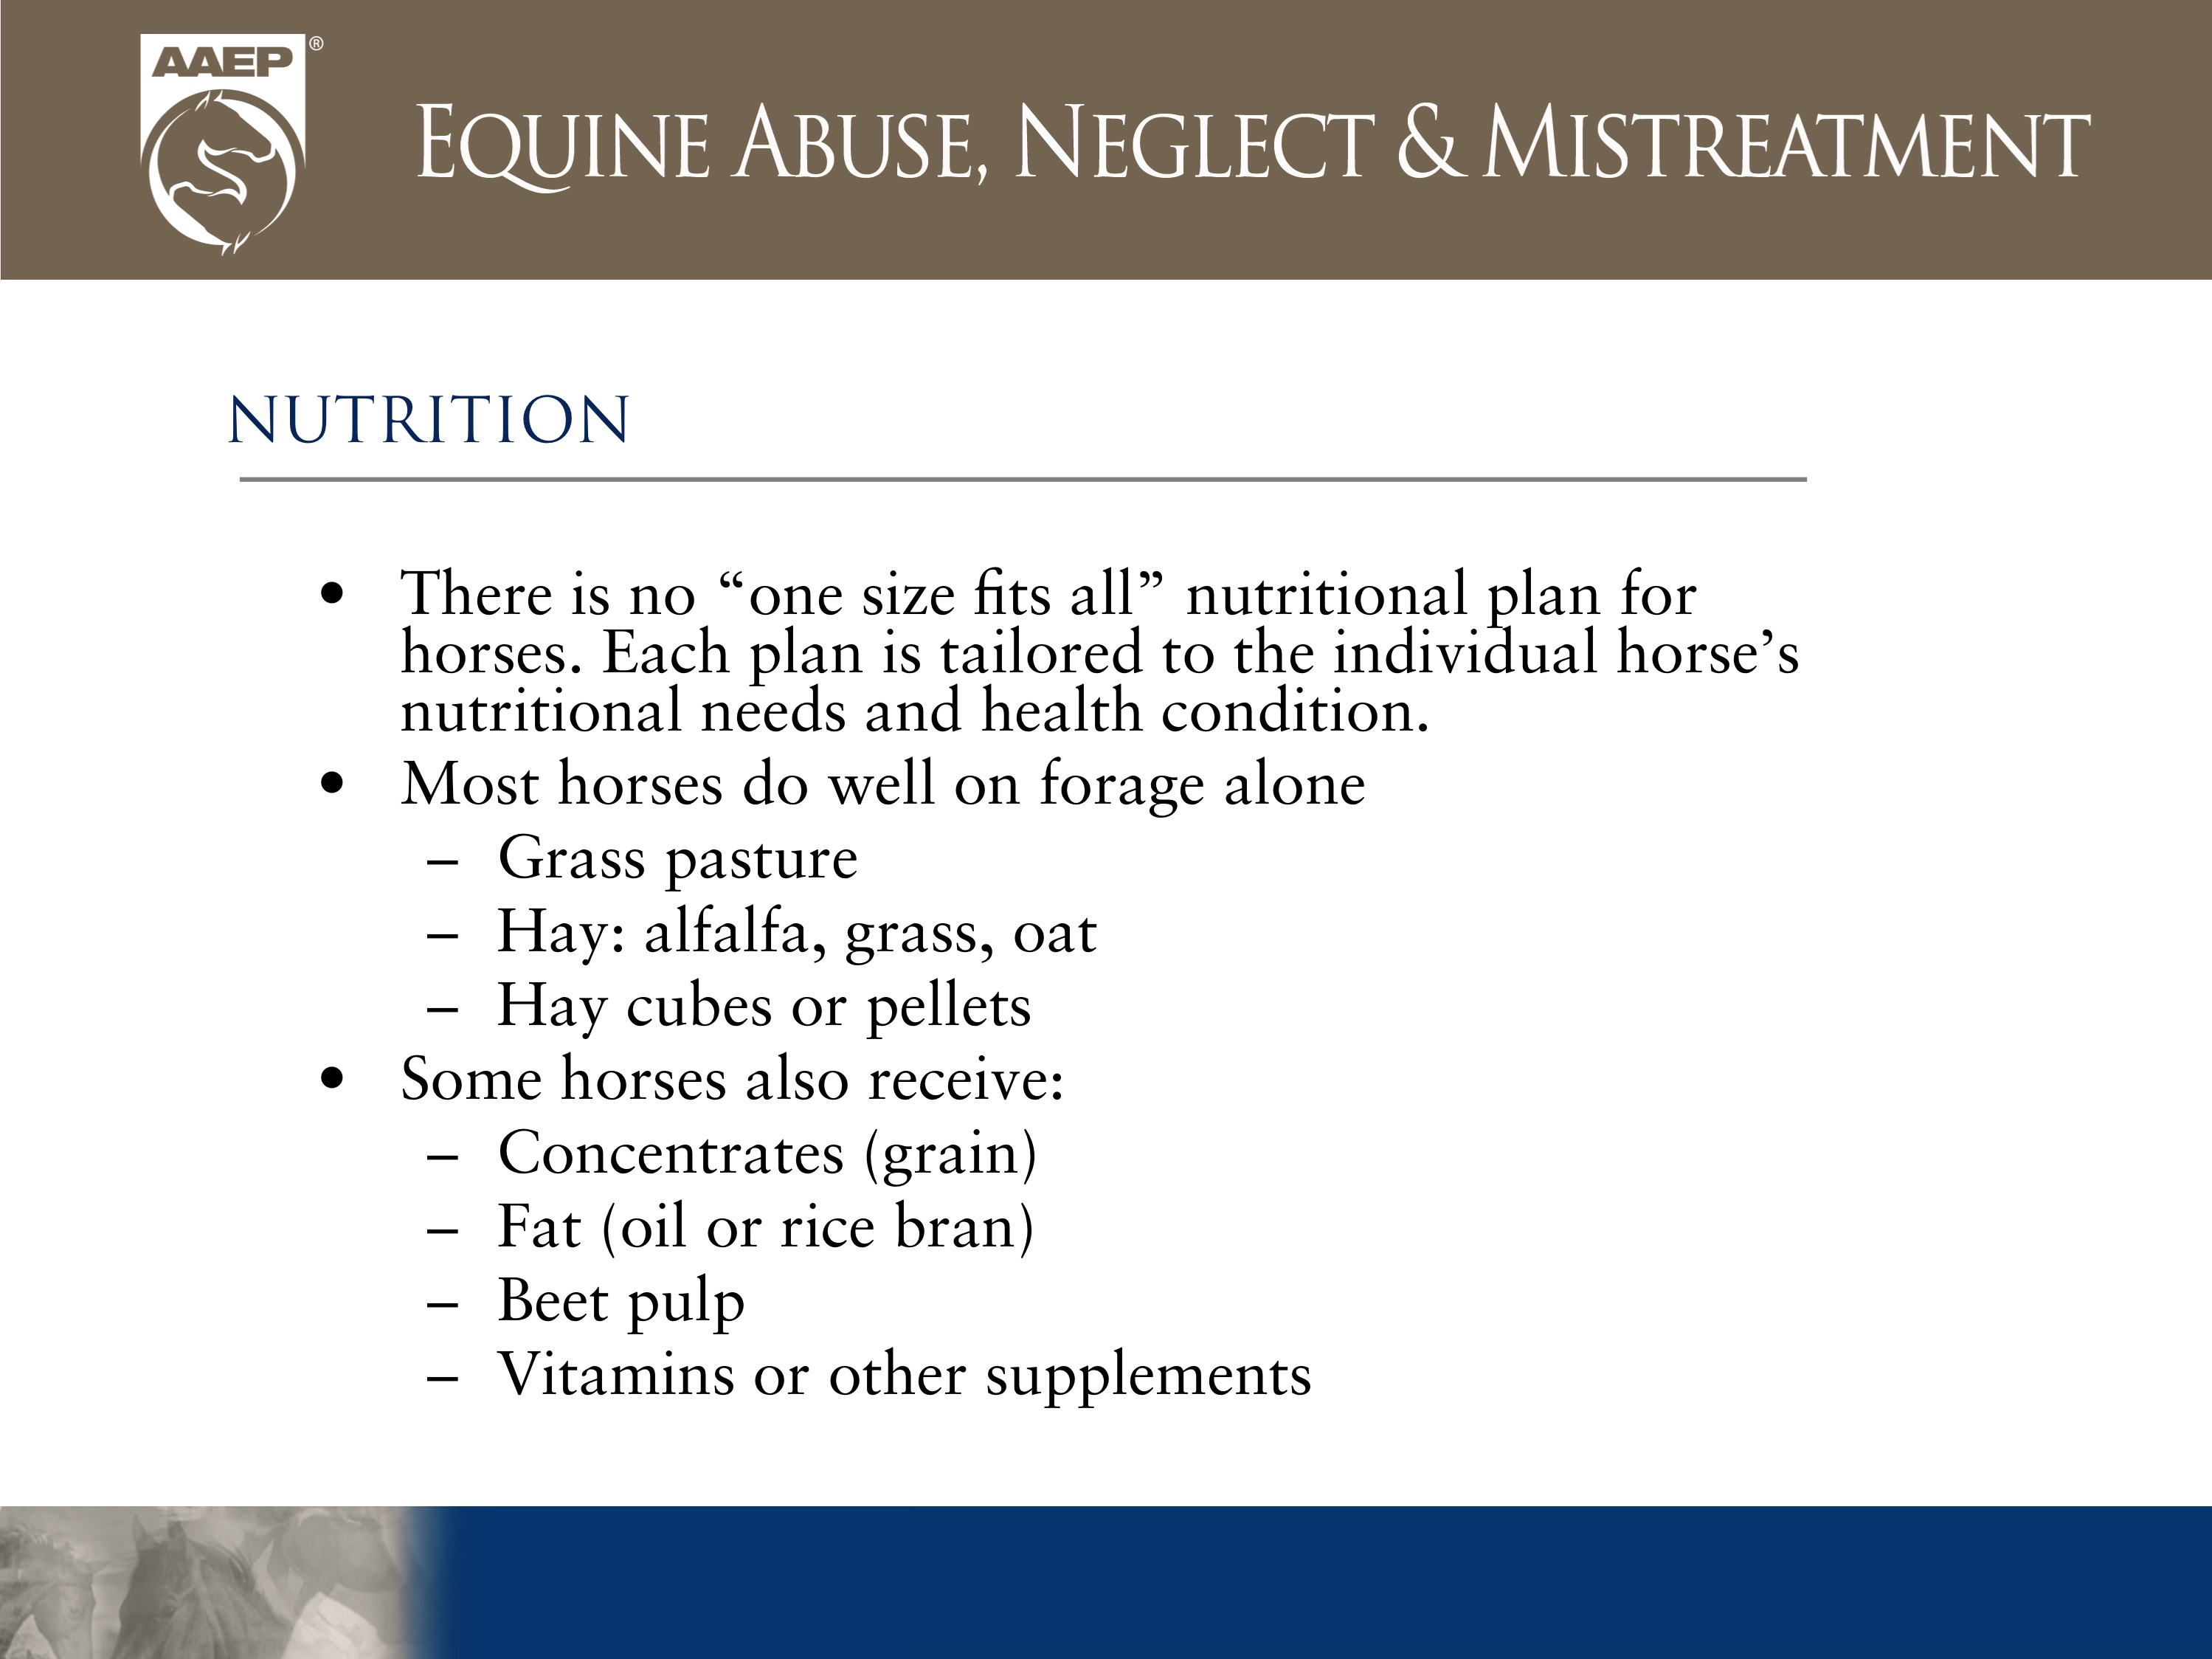 AAEP ®
EQUINE ABUSE, NEGLECT & MISTREATMENT
NUTRITION
• There is no “one size fits all” nutritional plan for
horses. Each plan is tailored to the individual horse’s
nutritional needs and health condition.
• Most horses do well on forage alone
– Grass pasture
– Hay: alfalfa, grass, oat
– Hay cubes or pellets
• Some horses also receive:
– Concentrates (grain)
– Fat (oil or rice bran)
– Beet pulp
– Vitamins or other supplements